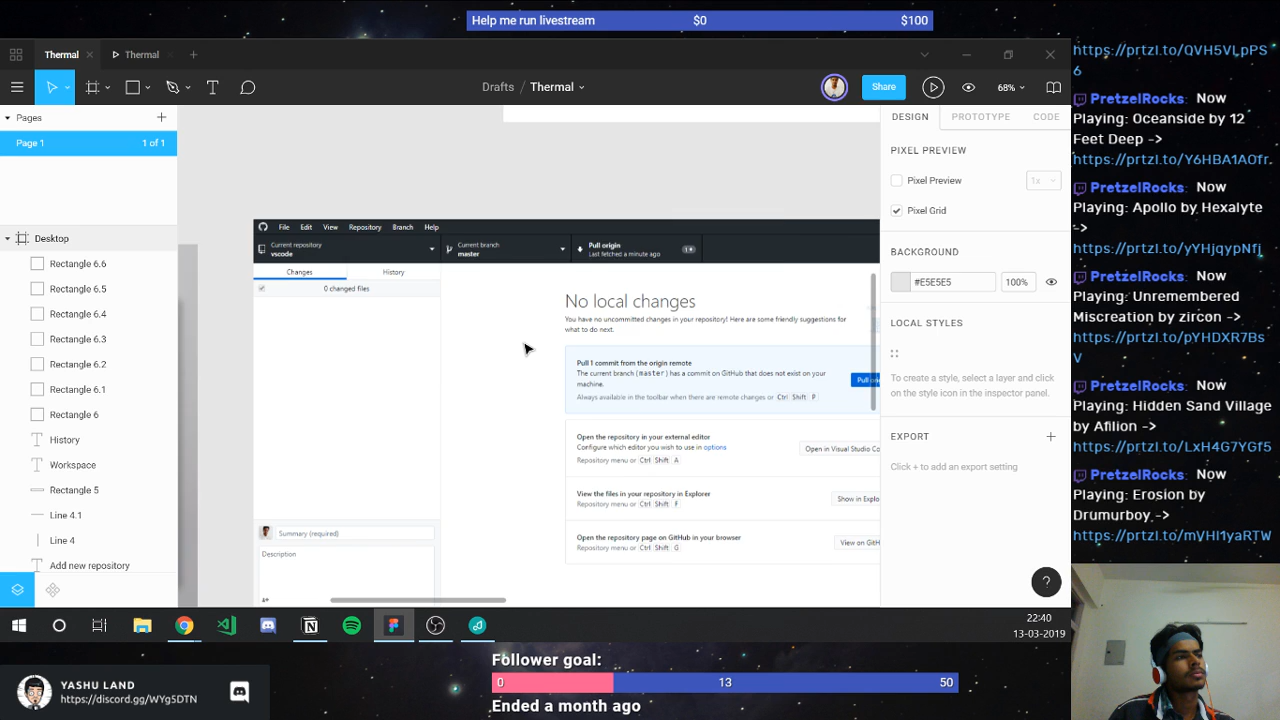 Help me run livestream $0 $100
Thermal
Thermal
Drafts / Thermal
Share
68%
Pages
Page 1 1 of 1
Desktop
Rectangle 6.6
Rectangle 6.5
Rectangle 6.4
Rectangle 6.3
Rectangle 6.2
Rectangle 6.1
Rectangle 6
History
Workspace
Rectangle 5
Line 4.1
Line 4
Add new repository
File Edit View Repository Branch Help
Current repository
vscode
Current branch
master
Pull origin
Last fetched a minute ago
Changes History
0 changed files
No local changes
You have no uncommitted changes in your repository! Here are some friendly suggestions for
what to do next.
Pull 1 commit from the origin remote
The current branch (master) has a commit on GitHub that does not exist on your
machine.
Always available in the toolbar when there are remote changes or Ctrl Shift P
Open the repository in your external editor
Configure which editor you wish to use in options
Repository menu or Ctrl Shift A
Open in Visual Studio Co
View the files in your repository in Explorer
Repository menu or Ctrl Shift F
Show in Explo
Open the repository page on GitHub in your browser
Repository menu or Ctrl Shift G
View on GitH
Summary (required)
Description
DESIGN PROTOTYPE CODE
PIXEL PREVIEW
Pixel Preview 1x
Pixel Grid
BACKGROUND
#E5E5E5 100%
LOCAL STYLES
To create a style, select a layer and click
on the style icon in the inspector panel.
EXPORT
Click + to add an export setting
?
22:40
13-03-2019
https://prtzl.to/QVH5VLpPS
6
PretzelRocks: Now
Playing: Oceanside by 12
Feet Deep ->
https://prtzl.to/Y6HBA1AOfr
PretzelRocks: Now
Playing: Apollo by Hexalyte
->
https://prtzl.to/yYHjqypNfj
PretzelRocks: Now
Playing: Unremembered
Miscreation by zircon ->
https://prtzl.to/pYHDXR7Bs
V
PretzelRocks: Now
Playing: Hidden Sand Village
by Afilion ->
https://prtzl.to/LxH4G7YGf5
PretzelRocks: Now
Playing: Erosion by
Drumurboy ->
https://prtzl.to/mVHl1yaRTW
YASHU LAND
https://discord.gg/WYg5DTN
Follower goal:
0 13 50
Ended a month ago